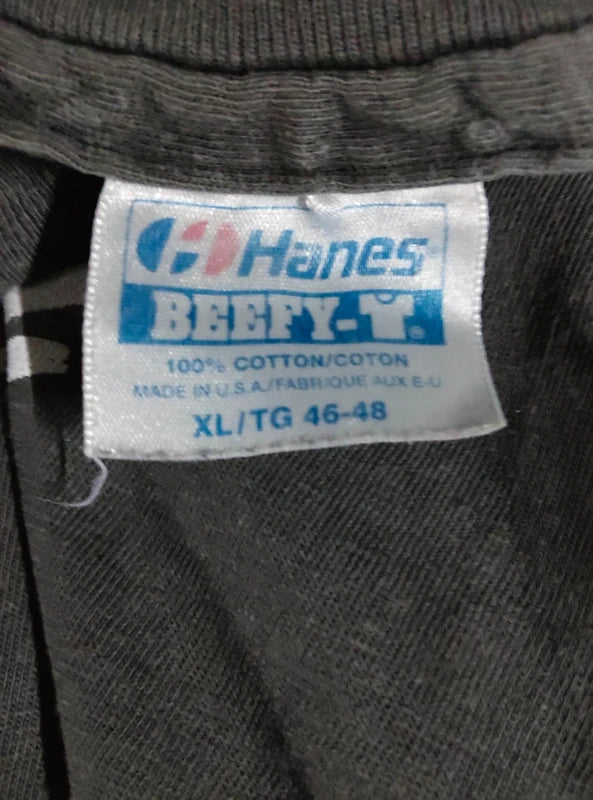 Hanes®
BEEFY-T®
100% COTTON/COTON
MADE IN U.S.A./FABRIQUE AUX E-U
XL/TG 46-48